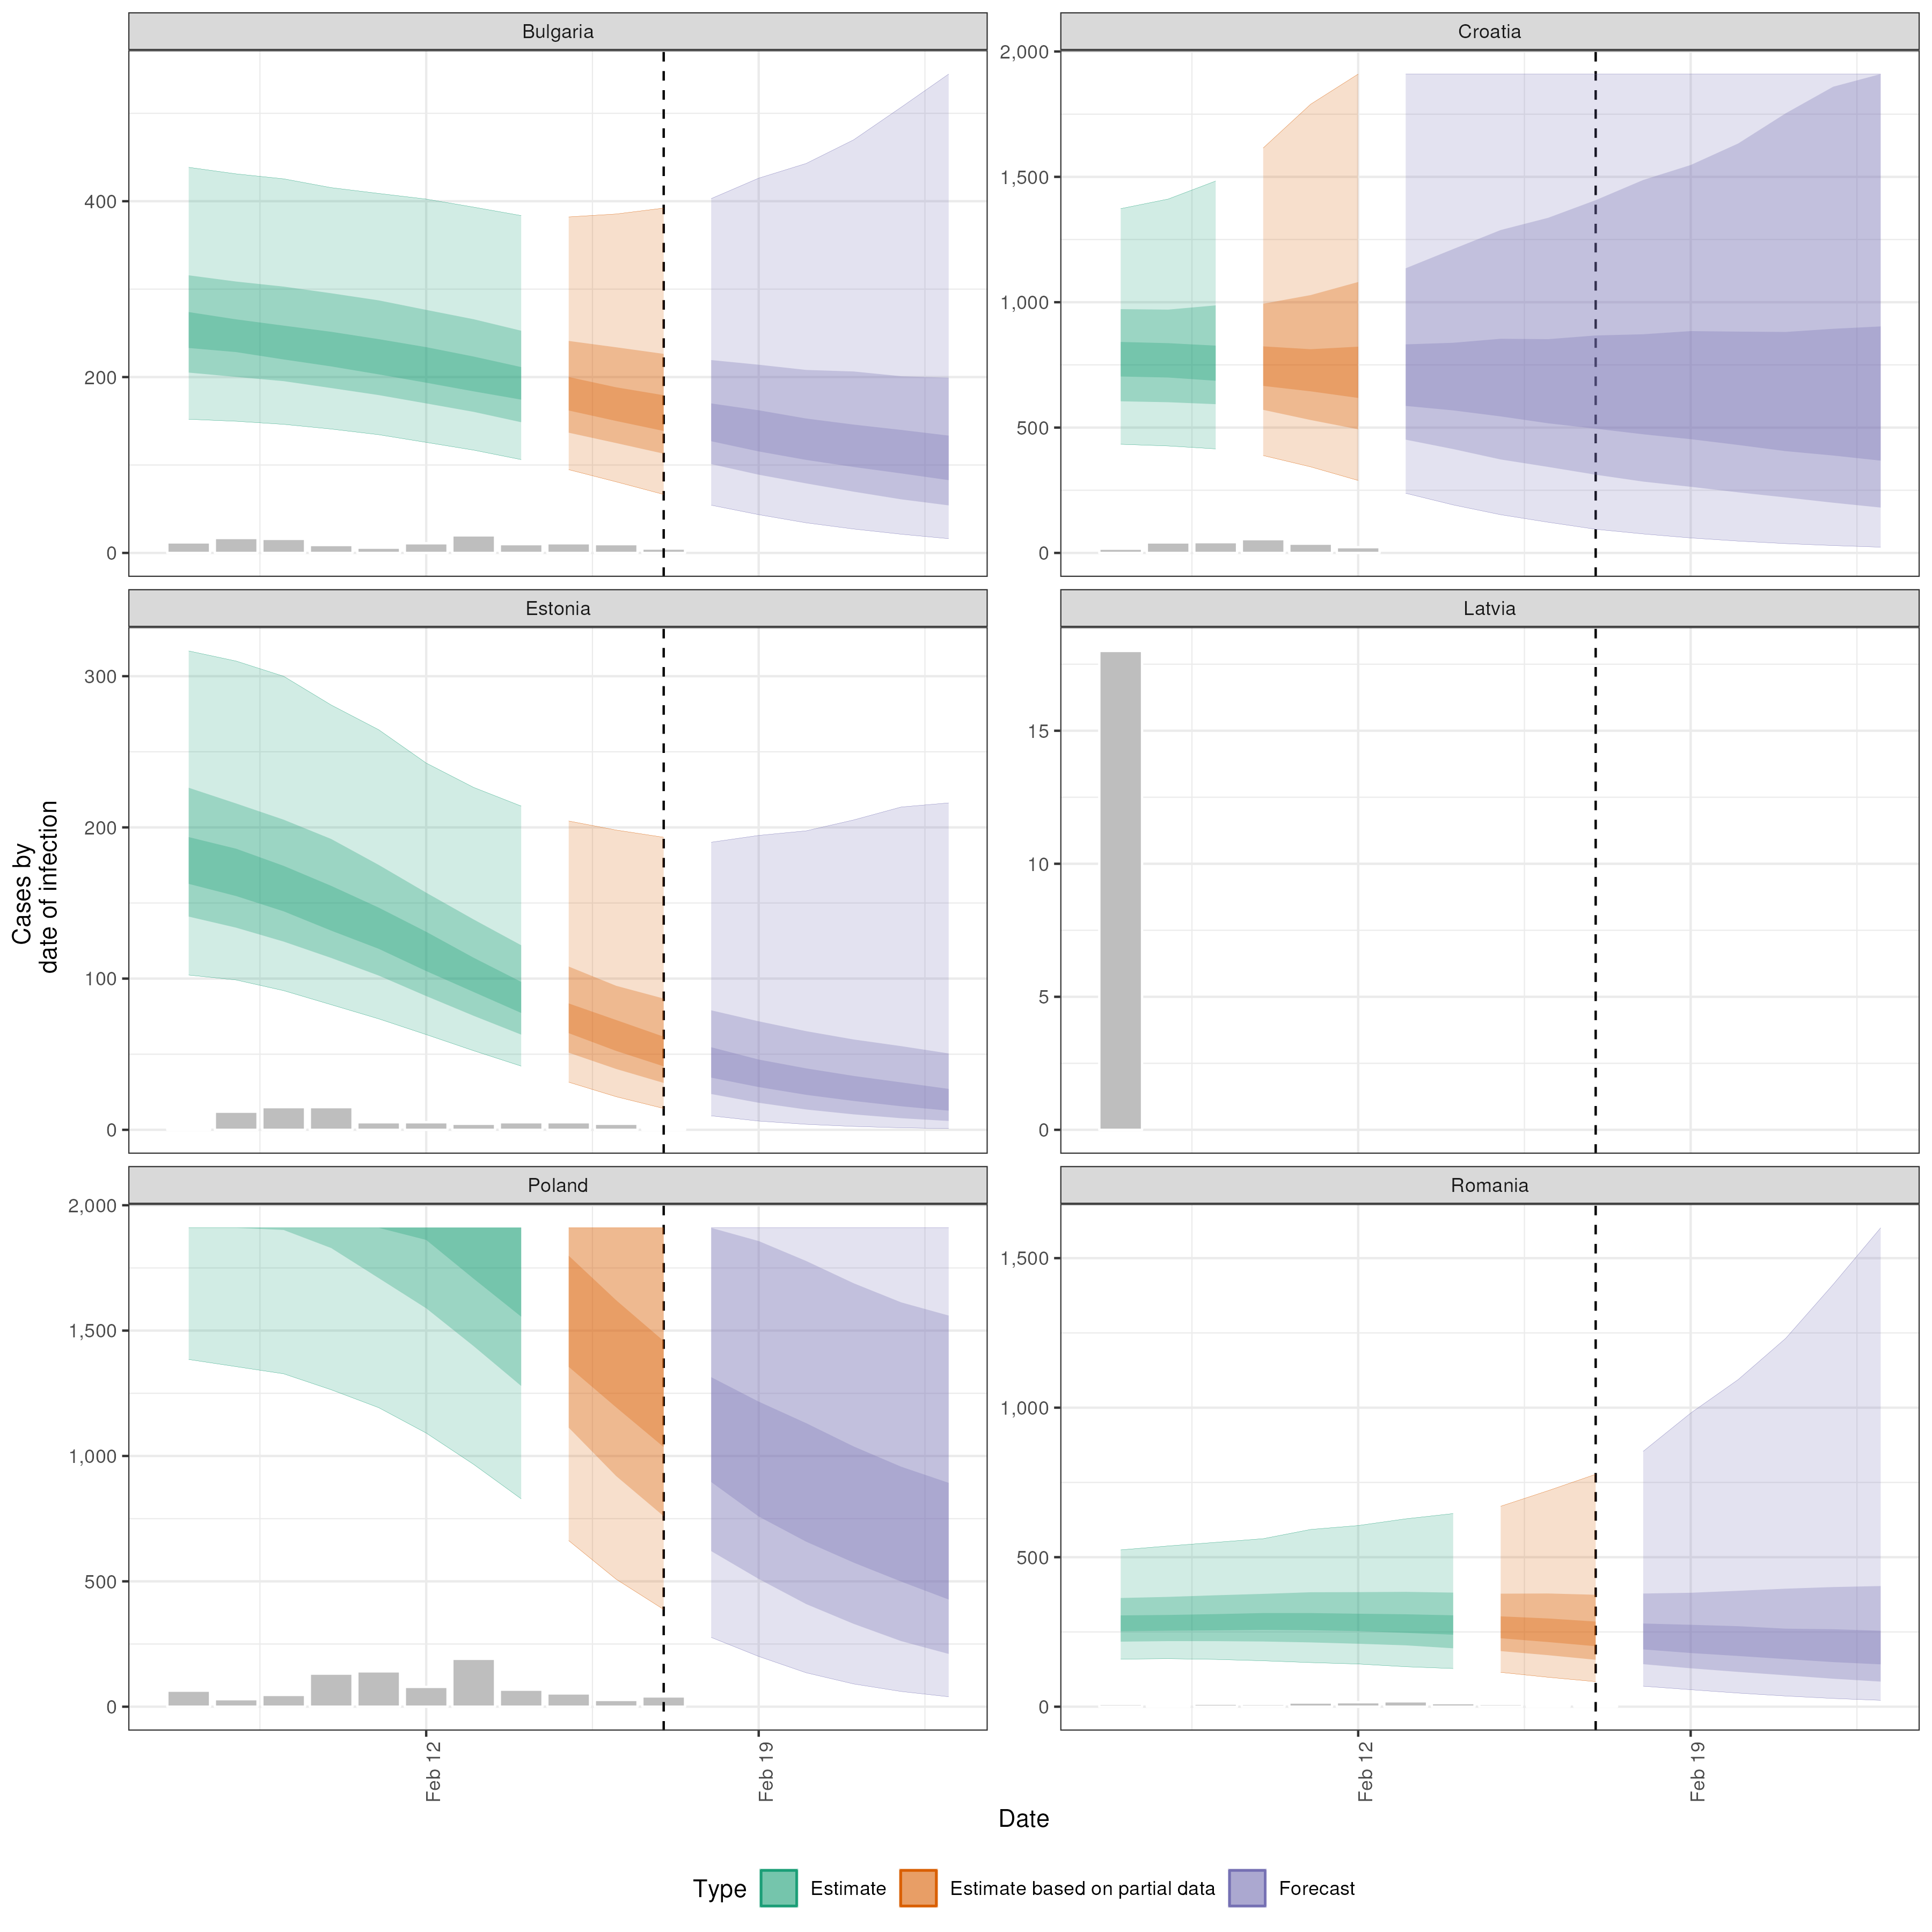 Bulgaria
Croatia
400
200
0
2,000
1,500
1,000
500
0
Estonia
Latvia
300
200
100
0
15
10
5
0
Cases by
date of infection
Poland
Romania
2,000
1,500
1,000
500
0
1,500
1,000
500
0
Feb 12
Feb 19
Feb 12
Feb 19
Date
Type
Estimate
Estimate based on partial data
Forecast